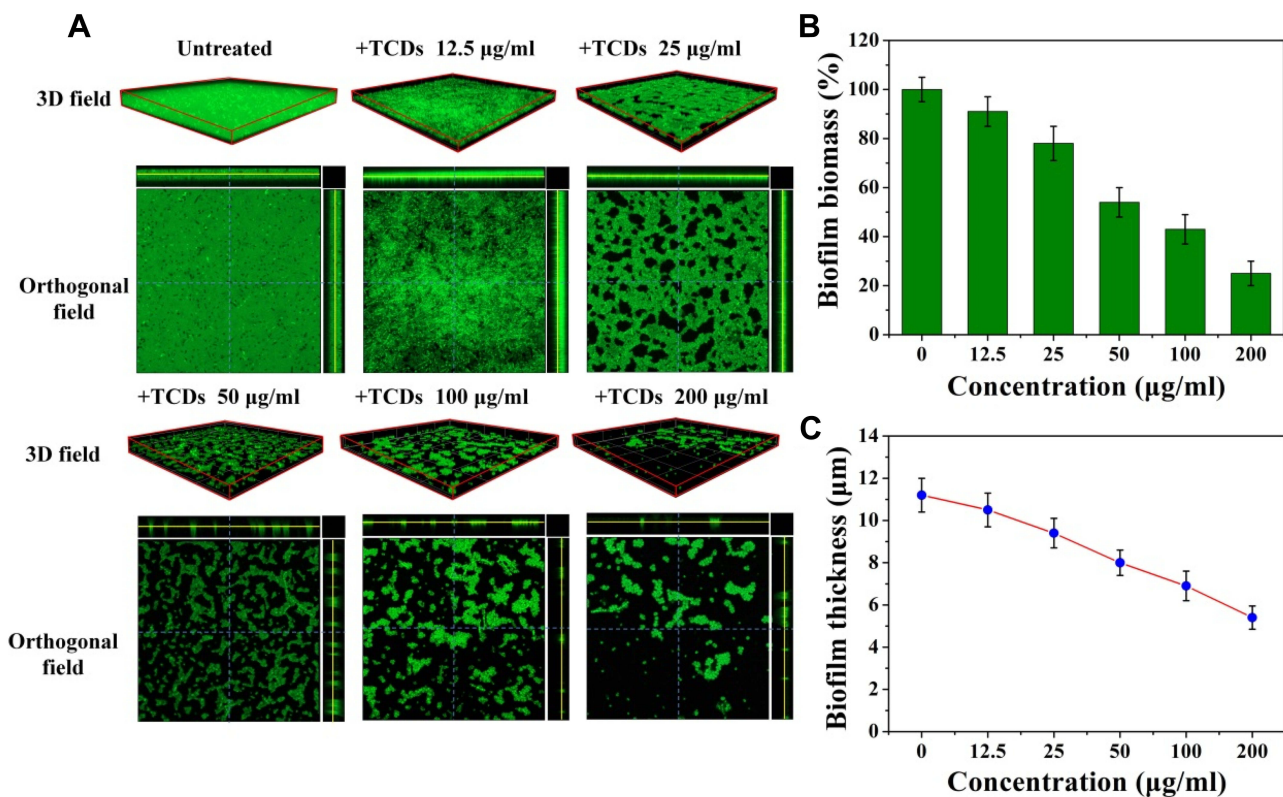 A
Untreated
+TCDs 12.5 µg/ml
+TCDs 25 µg/ml
3D field
Orthogonal
field
+TCDs 50 µg/ml
+TCDs 100 µg/ml
+TCDs 200 µg/ml
3D field
Orthogonal
field
B
Biofilm biomass (%)
120
100
80
60
40
20
0
0 12.5 25 50 100 200
Concentration (µg/ml)
C
Biofilm thickness (µm)
14
12
10
8
6
4
2
0
0 12.5 25 50 100 200
Concentration (µg/ml)